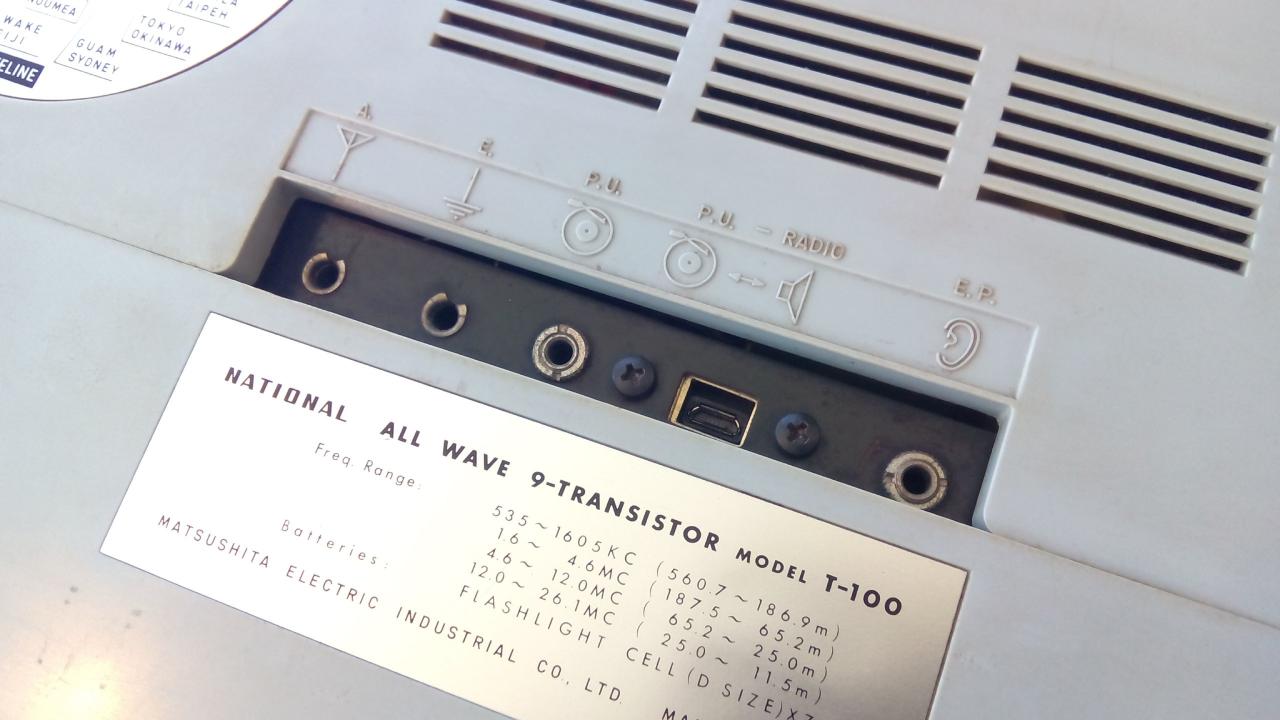 NOUMEA
TAIPEH
WAKE
FIJI
TOKYO
OKINAWA
GUAM
SYDNEY
A.
E.
P.U.
P.U. — RADIO
E.P.
NATIONAL ALL WAVE 9-TRANSISTOR MODEL T-100
Freq. Range: 535~1605KC (560.7~186.9m)
1.6~ 4.6MC (187.5~ 65.2m)
4.6~ 12.0MC ( 65.2~ 25.0m)
12.0~ 26.1MC ( 25.0~ 11.5m)
Batteries: FLASHLIGHT CELL (D SIZE)X7
MATSUSHITA ELECTRIC INDUSTRIAL CO., LTD.